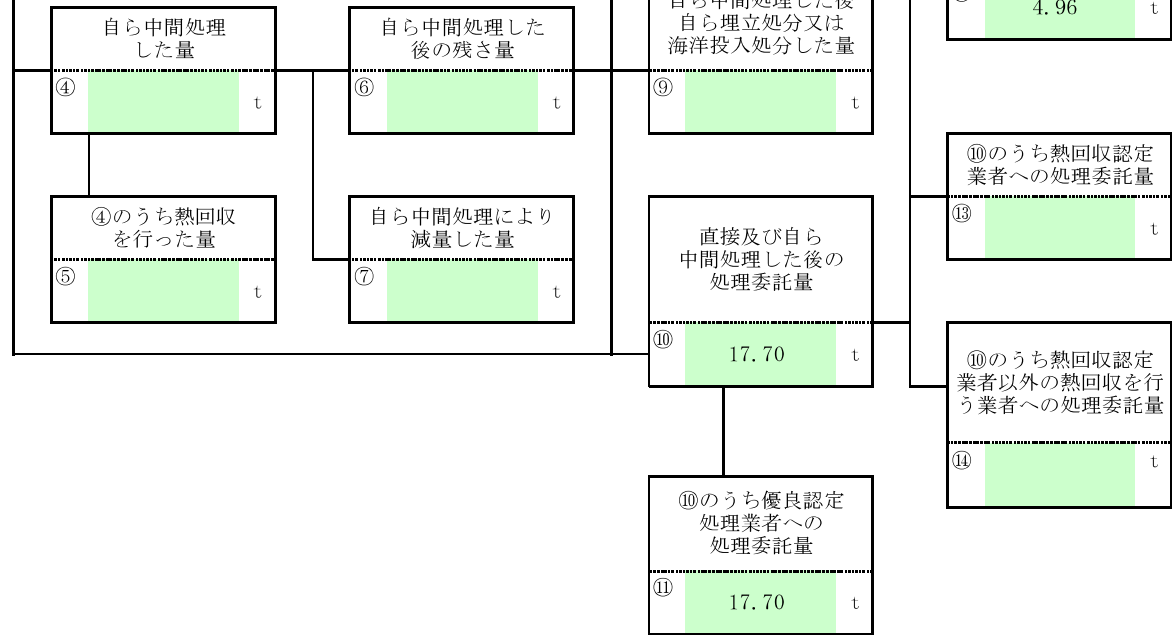 自ら中間処理
した量
④
t
自ら中間処理した
後の残さ量
⑥
t
自ら中間処理した後
自ら埋立処分又は
海洋投入処分した量
⑨
t
4.96
t
④のうち熱回収
を行った量
⑤
t
自ら中間処理により
減量した量
⑦
t
直接及び自ら
中間処理した後の
処理委託量
⑩
17.70
t
⑩のうち熱回収認定
業者への処理委託量
⑬
t
⑩のうち熱回収認定
業者以外の熱回収を行
う業者への処理委託量
⑭
t
⑩のうち優良認定
処理業者への
処理委託量
⑪
17.70
t